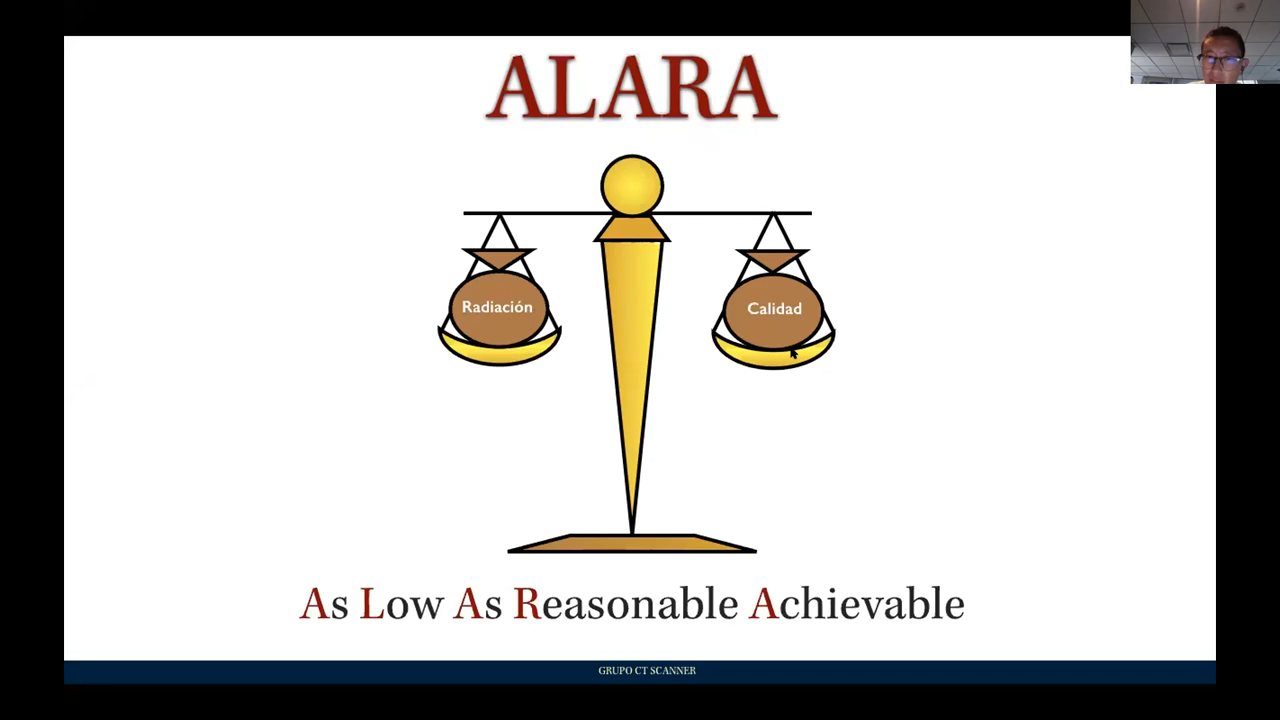 ALARA
Radiación
Calidad
As Low As Reasonable Achievable
GRUPO CT SCANNER